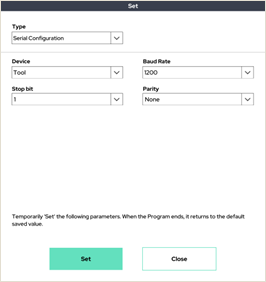 Set
Type
Serial Configuration
Device
Baud Rate
Tool
1200
Stop bit
Parity
1
None
Temporarily 'Set' the following parameters. When the Program ends, it returns to the default
saved value.
Set
Close